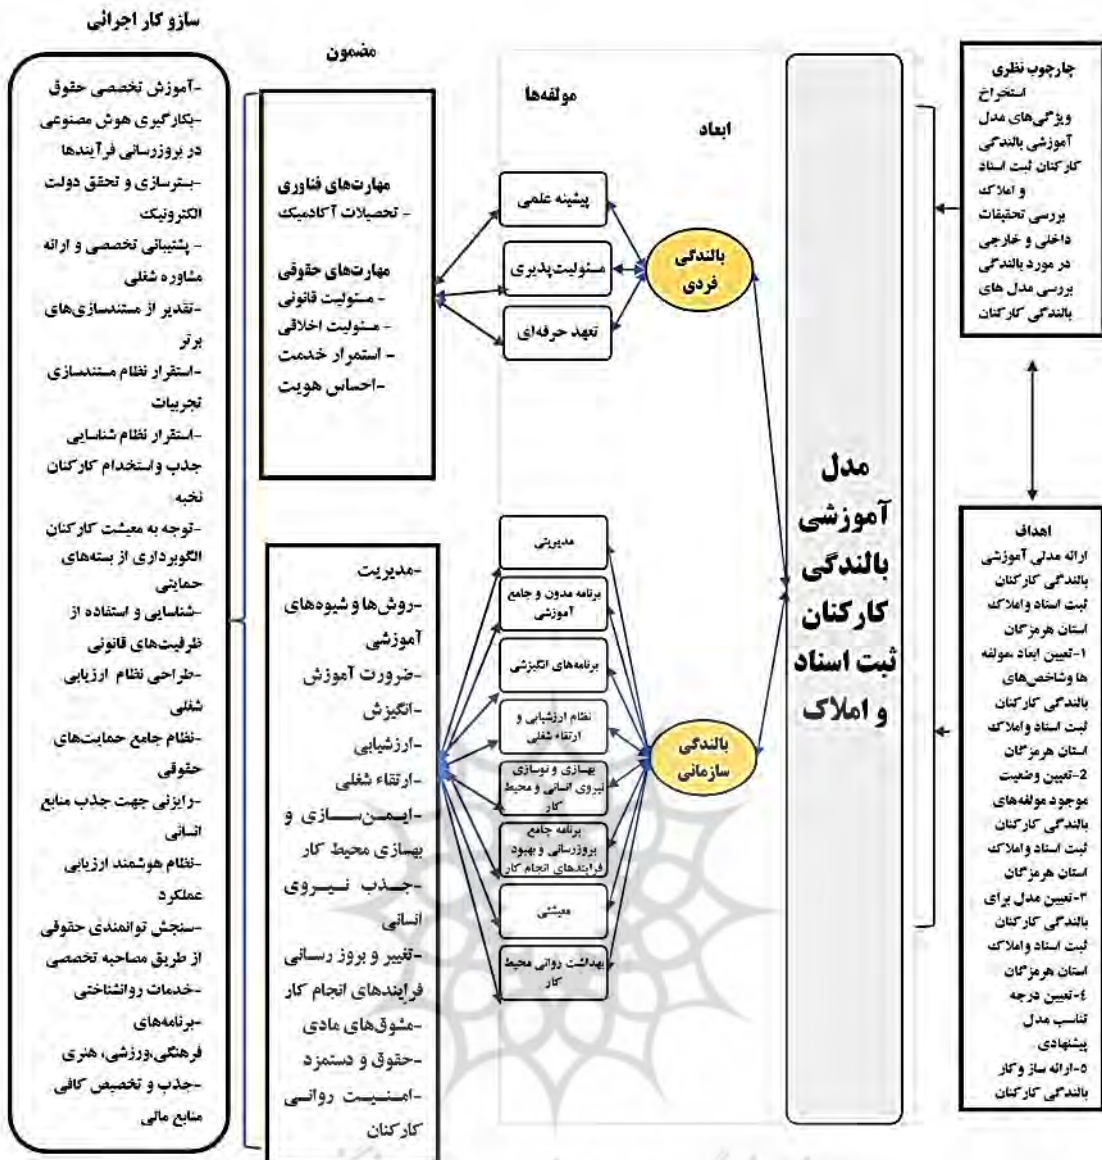 چارچوب نظری
استخراج
ویژگی‌های مدل
آموزشی بالندگی
کارکنان ثبت اسناد
و املاک
بررسی تحقیقات
داخلی و خارجی
در مورد بالندگی
بررسی مدل های
بالندگی کارکنان
اهداف
ارائه مدلی آموزشی
بالندگی کارکنان
ثبت اسناد واملاک
استان هرمزگان
۱-تعیین ابعاد ،مولفه
ها وشاخص‌های
بالندگی کارکنان
ثبت اسناد واملاک
استان هرمزگان
2-تعیین وضعیت
موجود مولفه‌های
بالندگی کارکنان
ثبت اسناد واملاک
استان هرمزگان
۳-تعیین مدل برای
بالندگی کارکنان
ثبت اسناد واملاک
استان هرمزگان
٤-تعیین درجه
تناسب مدل
پیشنهادی
٥-ارائه ساز وکار
بالندگی کارکنان
مدل
آموزشی
بالندگی
کارکنان
ثبت اسناد
و املاک
ابعاد
بالندگی
فردی
بالندگی
سازمانی
مولفه‌ها
پیشینه علمی
مسئولیت‌پذیری
تعهد حرفه‌ای
مدیریتی
برنامه مدون و جامع
آموزشی
برنامه‌های انگیزشی
نظام ارزشیابی و
ارتقاء شغلی
بهسازی و نوسازی
نیروی انسانی و محیط
کار
برنامه جامع
بروزرسانی و بهبود
فرایندهای انجام کار
معیشتی
بهداشت روانی محیط
کار
مضمون
مهارت‌های فناوری
- تحصیلات آکادمیک
مهارت‌های حقوقی
- مسئولیت قانونی
- مسئولیت اخلاقی
- استمرار خدمت
-احساس هویت
-مدیریت
-روش‌ها و شیوه‌های
آموزشی
-ضرورت آموزش
-انگیزش
-ارزشیابی
-ارتقاء شغلی
-ایمن‌سازی و
بهسازی محیط کار
-جذب نیروی
انسانی
-تغییر و بروز رسانی
فرایندهای انجام کار
-مشوق‌های مادی
-حقوق و دستمزد
-امنیت روانی
کارکنان
سازو کار اجرائی
-آموزش تخصصی حقوق
-بکارگیری هوش مصنوعی
در بروزرسانی فرآیندها
-بسترسازی و تحقق دولت
الکترونیک
- پشتیبانی تخصصی و ارائه
مشاوره شغلی
-تقدیر از مستندسازی‌های
برتر
-استقرار نظام مستندسازی
تجربیات
-استقرار نظام شناسایی
جذب واستخدام کارکنان
نخبه
-توجه به معیشت کارکنان
الگوبرداری از بسته‌های
حمایتی
-شناسایی و استفاده از
ظرفیت‌های قانونی
-طراحی نظام ارزیابی
شغلی
-نظام جامع حمایت‌های
حقوقی
-رایزنی جهت جذب منابع
انسانی
-نظام هوشمند ارزیابی
عملکرد
-سنجش توانمندی حقوقی
از طریق مصاحبه تخصصی
-خدمات روانشناختی
-برنامه‌های
فرهنگی،ورزشی، هنری
-جذب و تخصیص کافی
منابع مالی